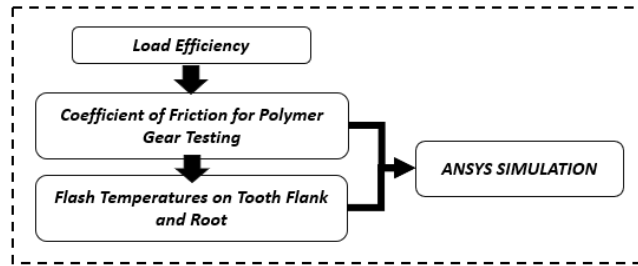 Load Efficiency
Coefficient of Friction for Polymer
Gear Testing
ANSYS SIMULATION
Flash Temperatures on Tooth Flank
and Root